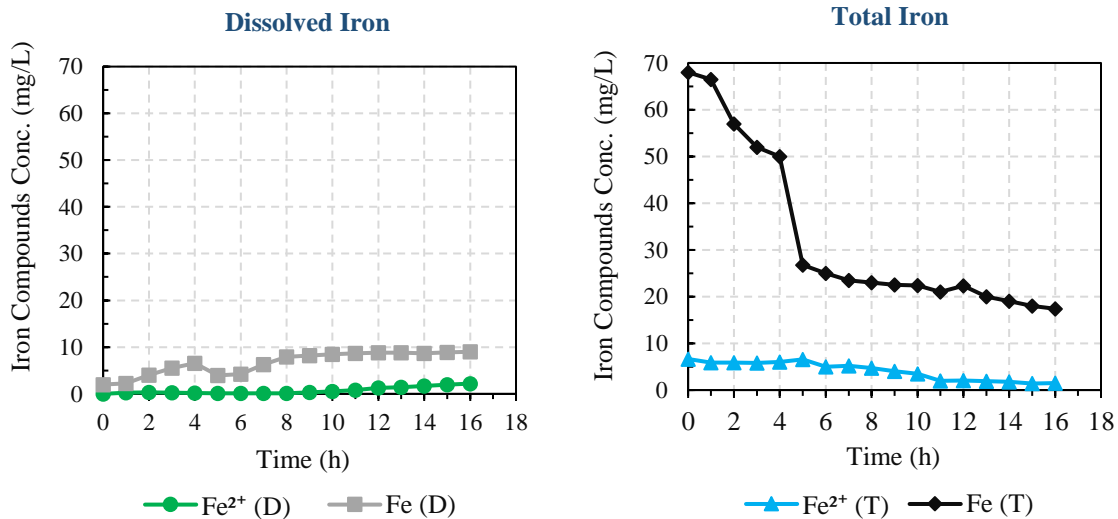 Dissolved Iron
Iron Compounds Conc. (mg/L)
70
60
50
40
30
20
10
0
0 2 4 6 8 10 12 14 16 18
Time (h)
Fe²⁺ (D) Fe (D)
Total Iron
Iron Compounds Conc. (mg/L)
70
60
50
40
30
20
10
0
0 2 4 6 8 10 12 14 16 18
Time (h)
Fe²⁺ (T) Fe (T)